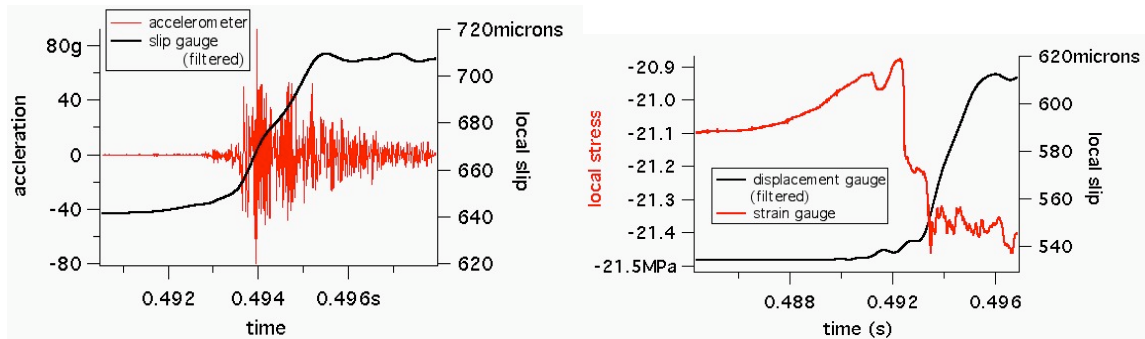 accelerometer
slip gauge
(filtered)
80g
40
0
-40
-80
accleration
720microns
700
680
660
640
620
local slip
0.492
0.494
0.496s
time
-20.9
-21.0
-21.1
-21.2
-21.3
-21.4
-21.5MPa
local stress
displacement gauge
(filtered)
strain gauge
620microns
600
580
560
540
local slip
0.488
0.492
0.496
time (s)